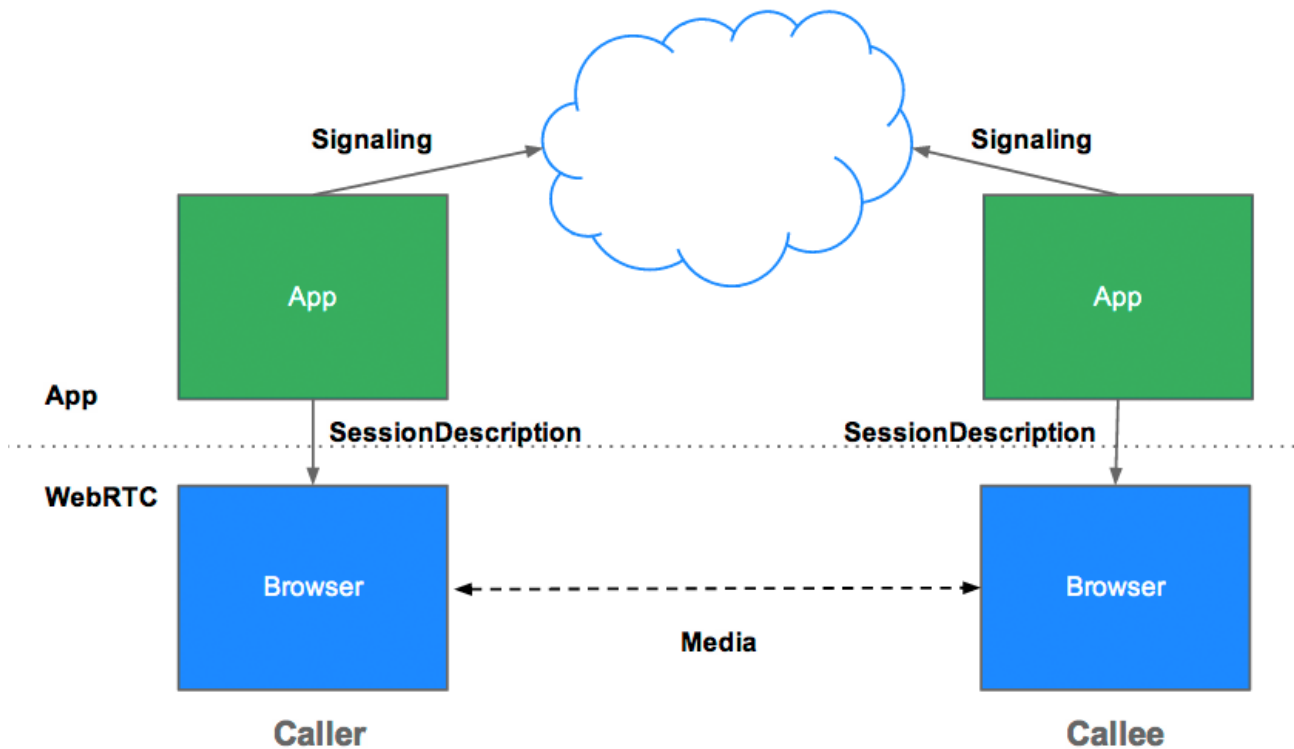 Signaling
Signaling
App
App
App
SessionDescription
SessionDescription
WebRTC
Browser
Browser
Media
Caller
Callee